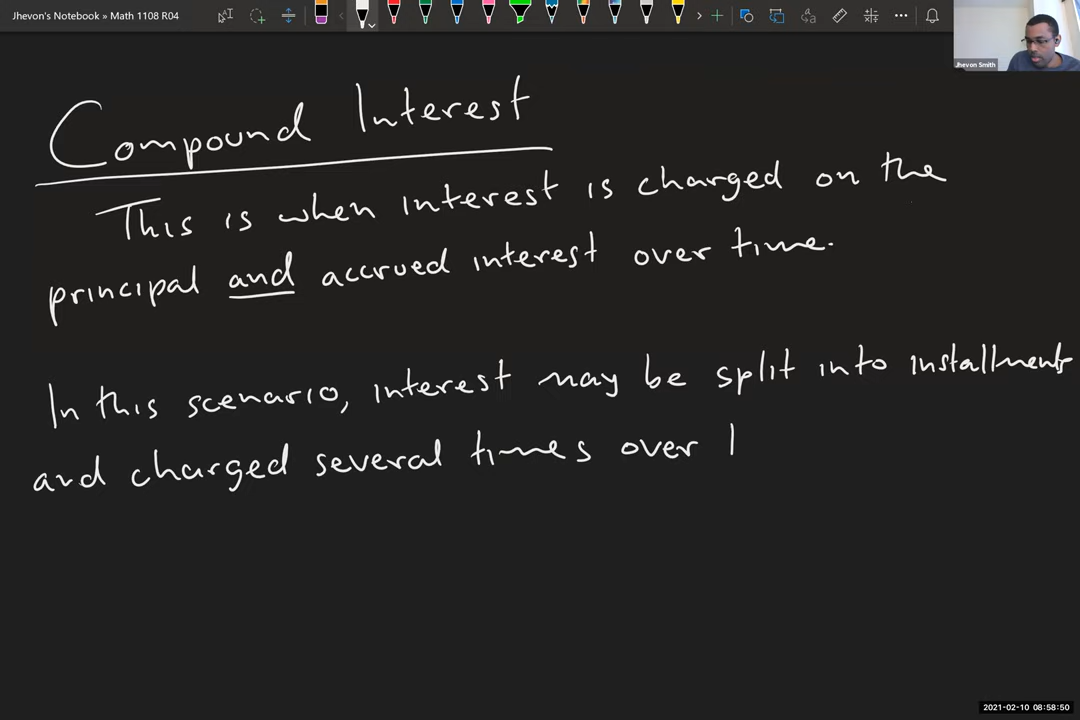 Jhevon's Notebook » Math 1108 R04
Jhevon Smith
Compound Interest
This is when interest is charged on the
principal and accrued interest over time.
In this scenario, interest may be split into installments
and charged several times over 1
2021-02-10 08:58:50